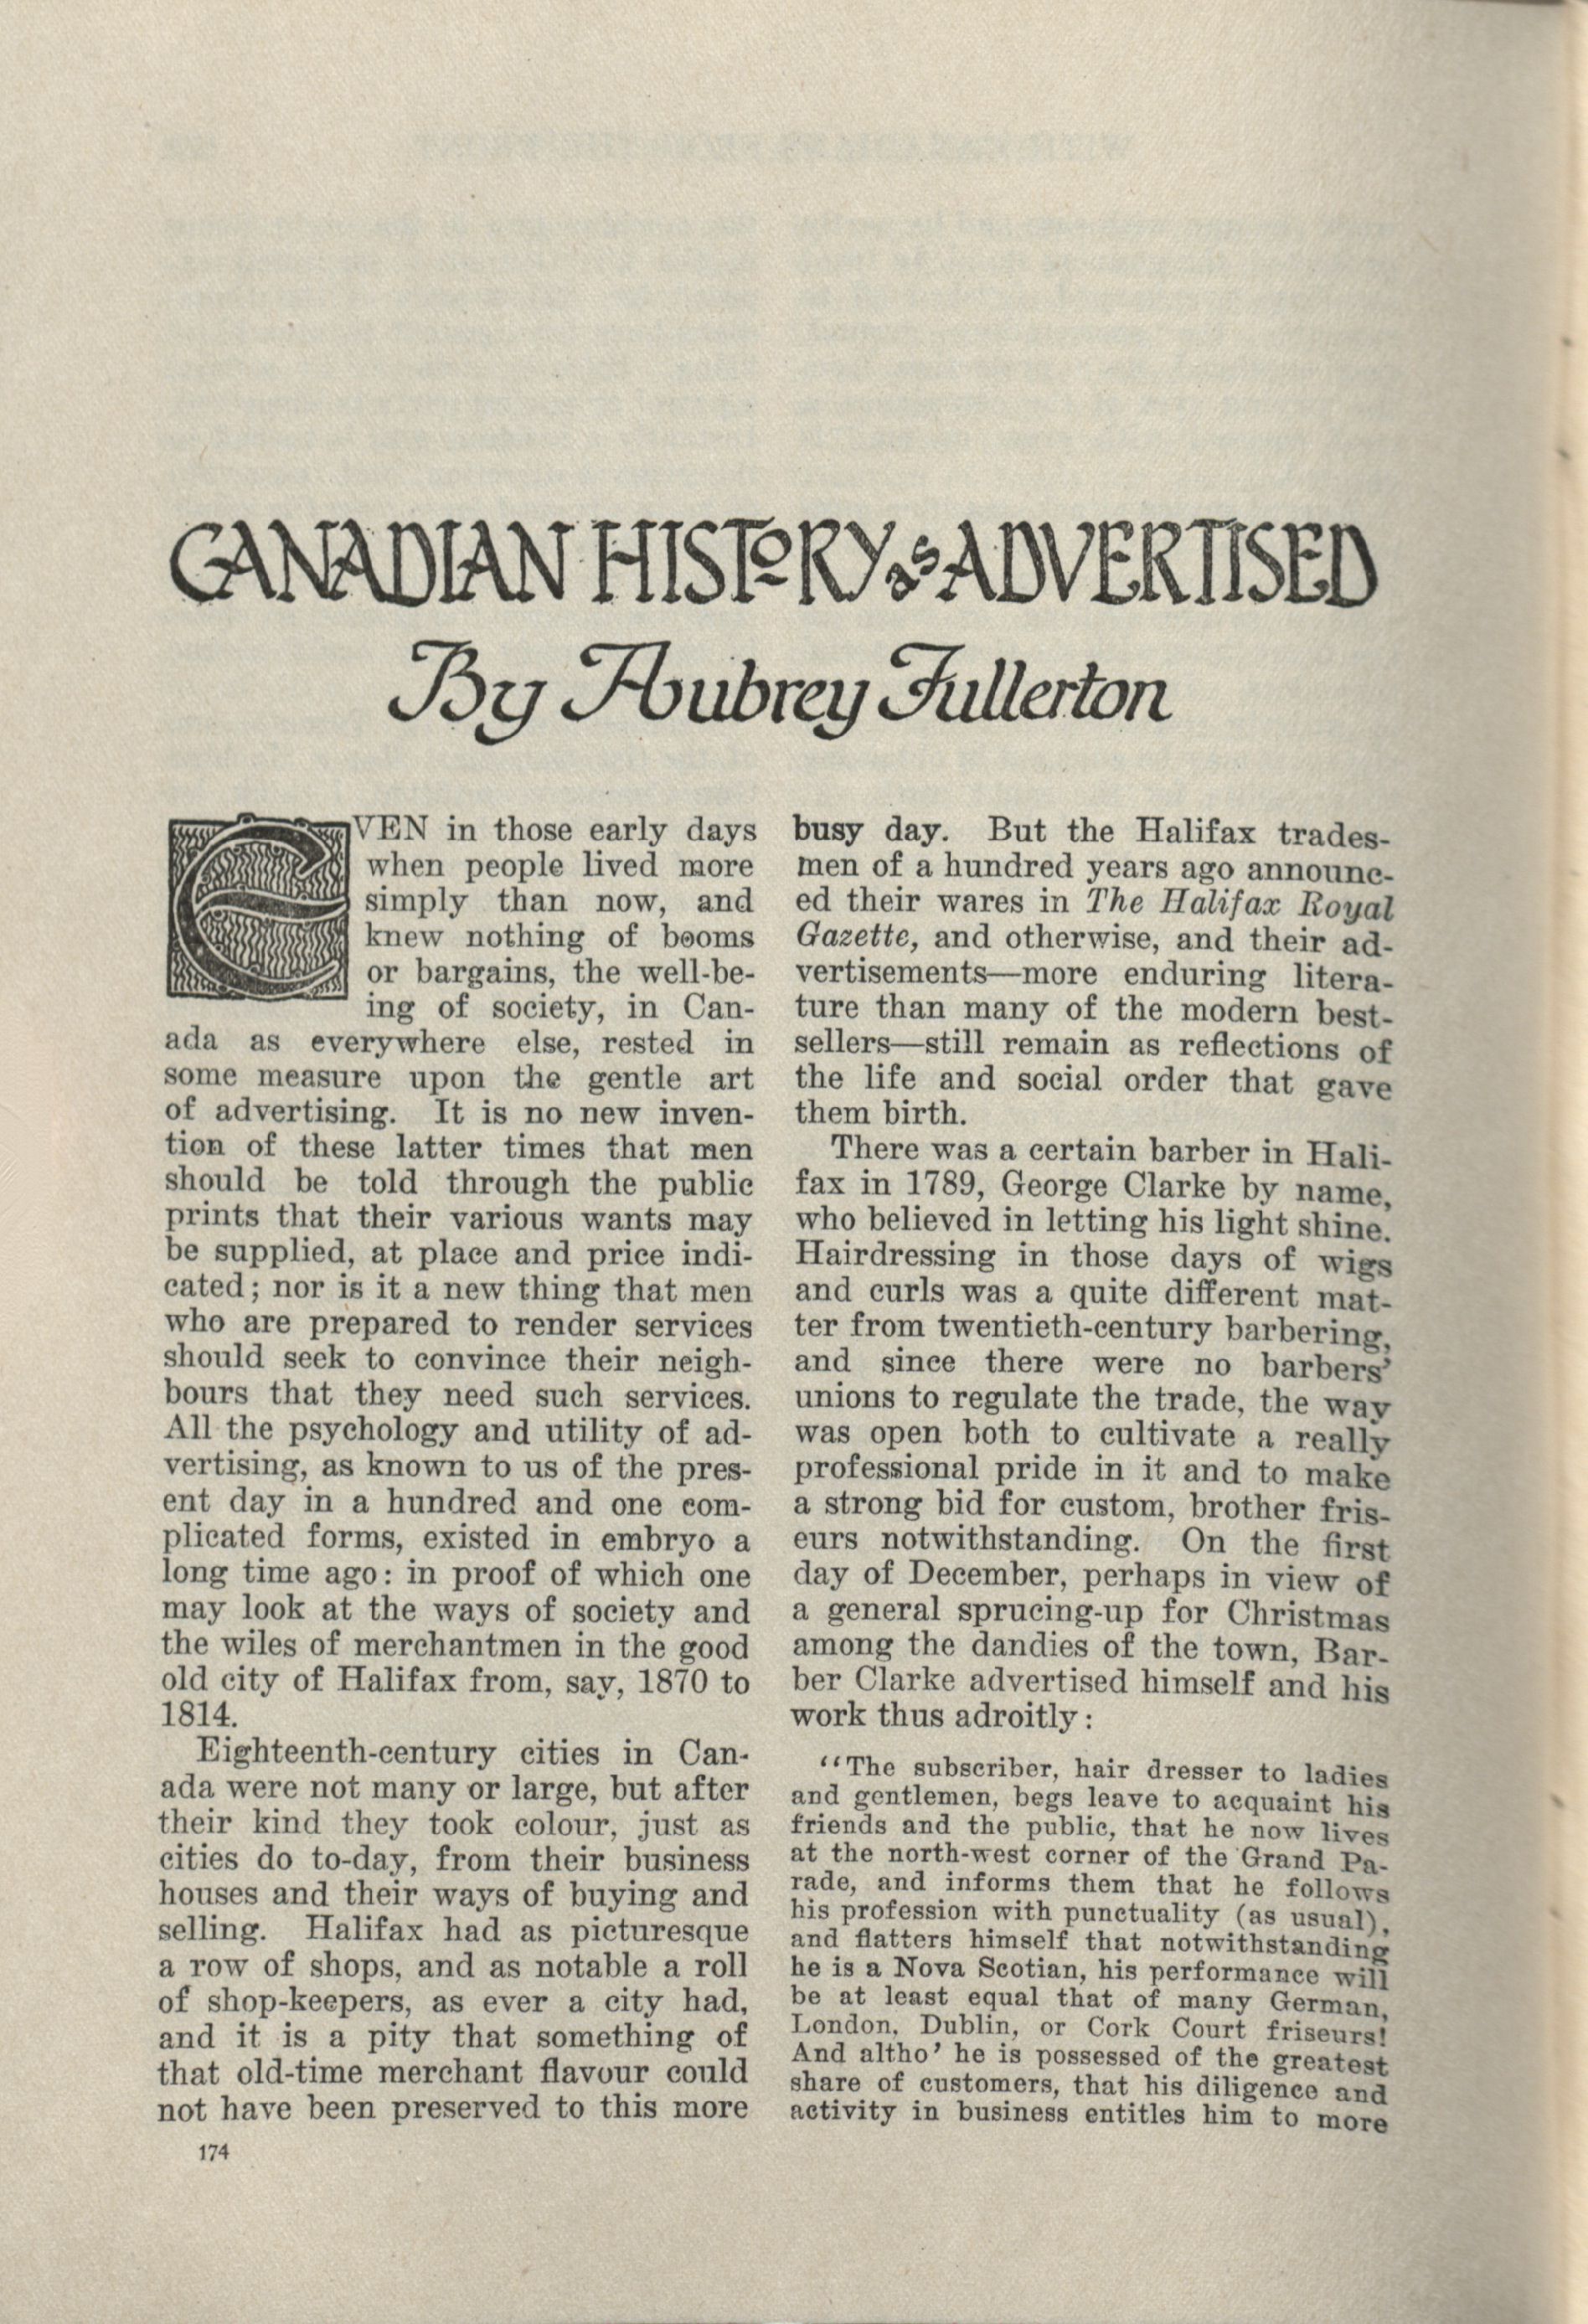 CANADIAN HISTORY as ADVERTISED
By Aubrey Fullerton
EVEN in those early days
when people lived more
simply than now, and
knew nothing of booms
or bargains, the well-be-
ing of society, in Can-
ada as everywhere else, rested in
some measure upon the gentle art
of advertising. It is no new inven-
tion of these latter times that men
should be told through the public
prints that their various wants may
be supplied, at place and price indi-
cated; nor is it a new thing that men
who are prepared to render services
should seek to convince their neigh-
bours that they need such services.
All the psychology and utility of ad-
vertising, as known to us of the pres-
ent day in a hundred and one com-
plicated forms, existed in embryo a
long time ago: in proof of which one
may look at the ways of society and
the wiles of merchantmen in the good
old city of Halifax from, say, 1870 to
1814.
Eighteenth-century cities in Can-
ada were not many or large, but after
their kind they took colour, just as
cities do to-day, from their business
houses and their ways of buying and
selling. Halifax had as picturesque
a row of shops, and as notable a roll
of shop-keepers, as ever a city had,
and it is a pity that something of
that old-time merchant flavour could
not have been preserved to this more
busy day. But the Halifax trades-
men of a hundred years ago announc-
ed their wares in The Halifax Royal
Gazette, and otherwise, and their ad-
vertisements—more enduring litera-
ture than many of the modern best-
sellers—still remain as reflections of
the life and social order that gave
them birth.
There was a certain barber in Hali-
fax in 1789, George Clarke by name,
who believed in letting his light shine.
Hairdressing in those days of wigs
and curls was a quite different mat-
ter from twentieth-century barbering,
and since there were no barbers'
unions to regulate the trade, the way
was open both to cultivate a really
professional pride in it and to make
a strong bid for custom, brother fris-
eurs notwithstanding. On the first
day of December, perhaps in view of
a general sprucing-up for Christmas
among the dandies of the town, Bar-
ber Clarke advertised himself and his
work thus adroitly:
"The subscriber, hair dresser to ladies
and gentlemen, begs leave to acquaint his
friends and the public, that he now lives
at the north-west corner of the Grand Pa-
rade, and informs them that he follows
his profession with punctuality (as usual),
and flatters himself that notwithstanding
he is a Nova Scotian, his performance will
be at least equal that of many German,
London, Dublin, or Cork Court friseurs!
And altho' he is possessed of the greatest
share of customers, that his diligence and
activity in business entitles him to more
174